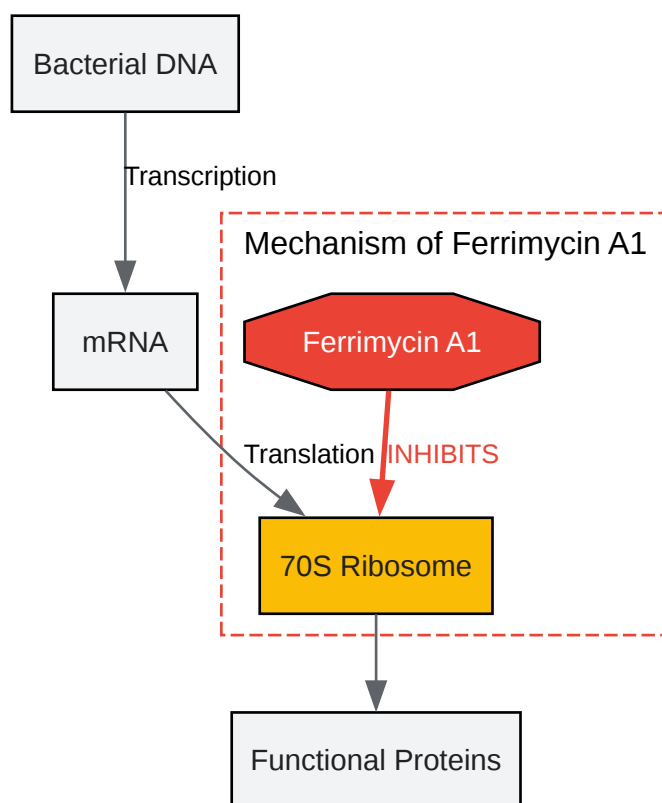 Bacterial DNA
Transcription
Mechanism of Ferrimycin A1
mRNA
Ferrimycin A1
Translation
INHIBITS
70S Ribosome
Functional Proteins